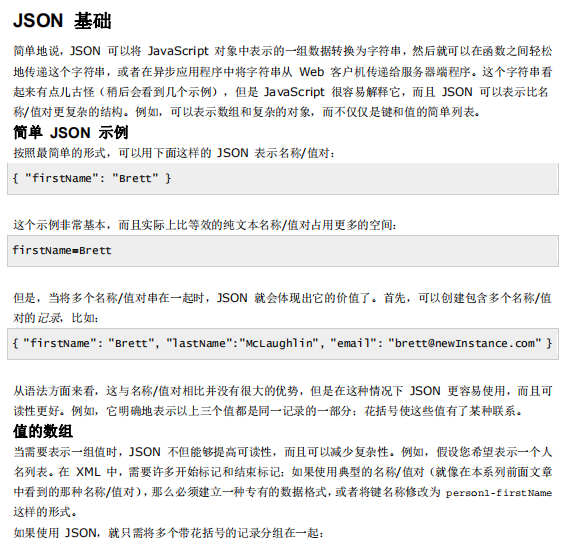 JSON 基础
简单地说，JSON 可以将 JavaScript 对象中表示的一组数据转换为字符串，然后就可以在函数之间轻松
地传递这个字符串，或者在异步应用程序中将字符串从 Web 客户机传递给服务器端程序。这个字符串看
起来有点儿古怪（稍后会看到几个示例），但是 JavaScript 很容易解释它，而且 JSON 可以表示比名
称/值对更复杂的结构。例如，可以表示数组和复杂的对象，而不仅仅是键和值的简单列表。
简单 JSON 示例
按照最简单的形式，可以用下面这样的 JSON 表示名称/值对：
{ "firstName": "Brett" }
这个示例非常基本，而且实际上比等效的纯文本名称/值对占用更多的空间：
firstName=Brett
但是，当将多个名称/值对串在一起时，JSON 就会体现出它的价值了。首先，可以创建包含多个名称/值
对的记录，比如：
{ "firstName": "Brett", "lastName":"McLaughlin", "email": "brett@newInstance.com" }
从语法方面来看，这与名称/值对相比并没有很大的优势，但是在这种情况下 JSON 更容易使用，而且可
读性更好。例如，它明确地表示以上三个值都是同一记录的一部分；花括号使这些值有了某种联系。
值的数组
当需要表示一组值时，JSON 不但能够提高可读性，而且可以减少复杂性。例如，假设您希望表示一个人
名列表。在 XML 中，需要许多开始标记和结束标记；如果使用典型的名称/值对（就像在本系列前面文章
中看到的那种名称/值对），那么必须建立一种专有的数据格式，或者将键名称修改为 person1-firstName
这样的形式。
如果使用 JSON，就只需将多个带花括号的记录分组在一起：